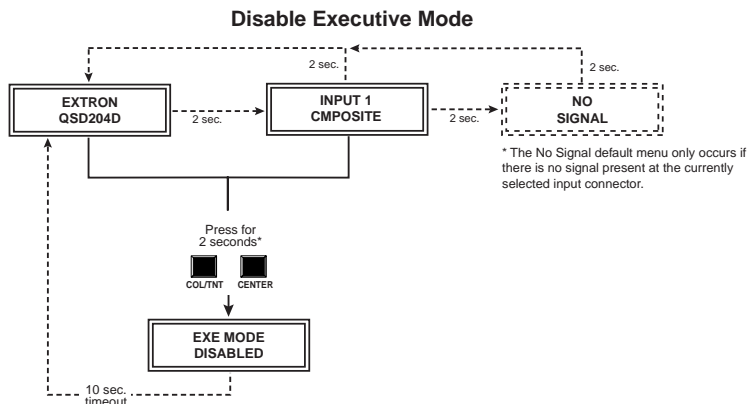 Disable Executive Mode
2 sec.
2 sec.
EXTRON
QSD204D
2 sec.
INPUT 1
CMPOSITE
2 sec.
NO
SIGNAL
* The No Signal default menu only occurs if
there is no signal present at the currently
selected input connector.
Press for
2 seconds*
COL/TNT
CENTER
EXE MODE
DISABLED
10 sec.
timeout